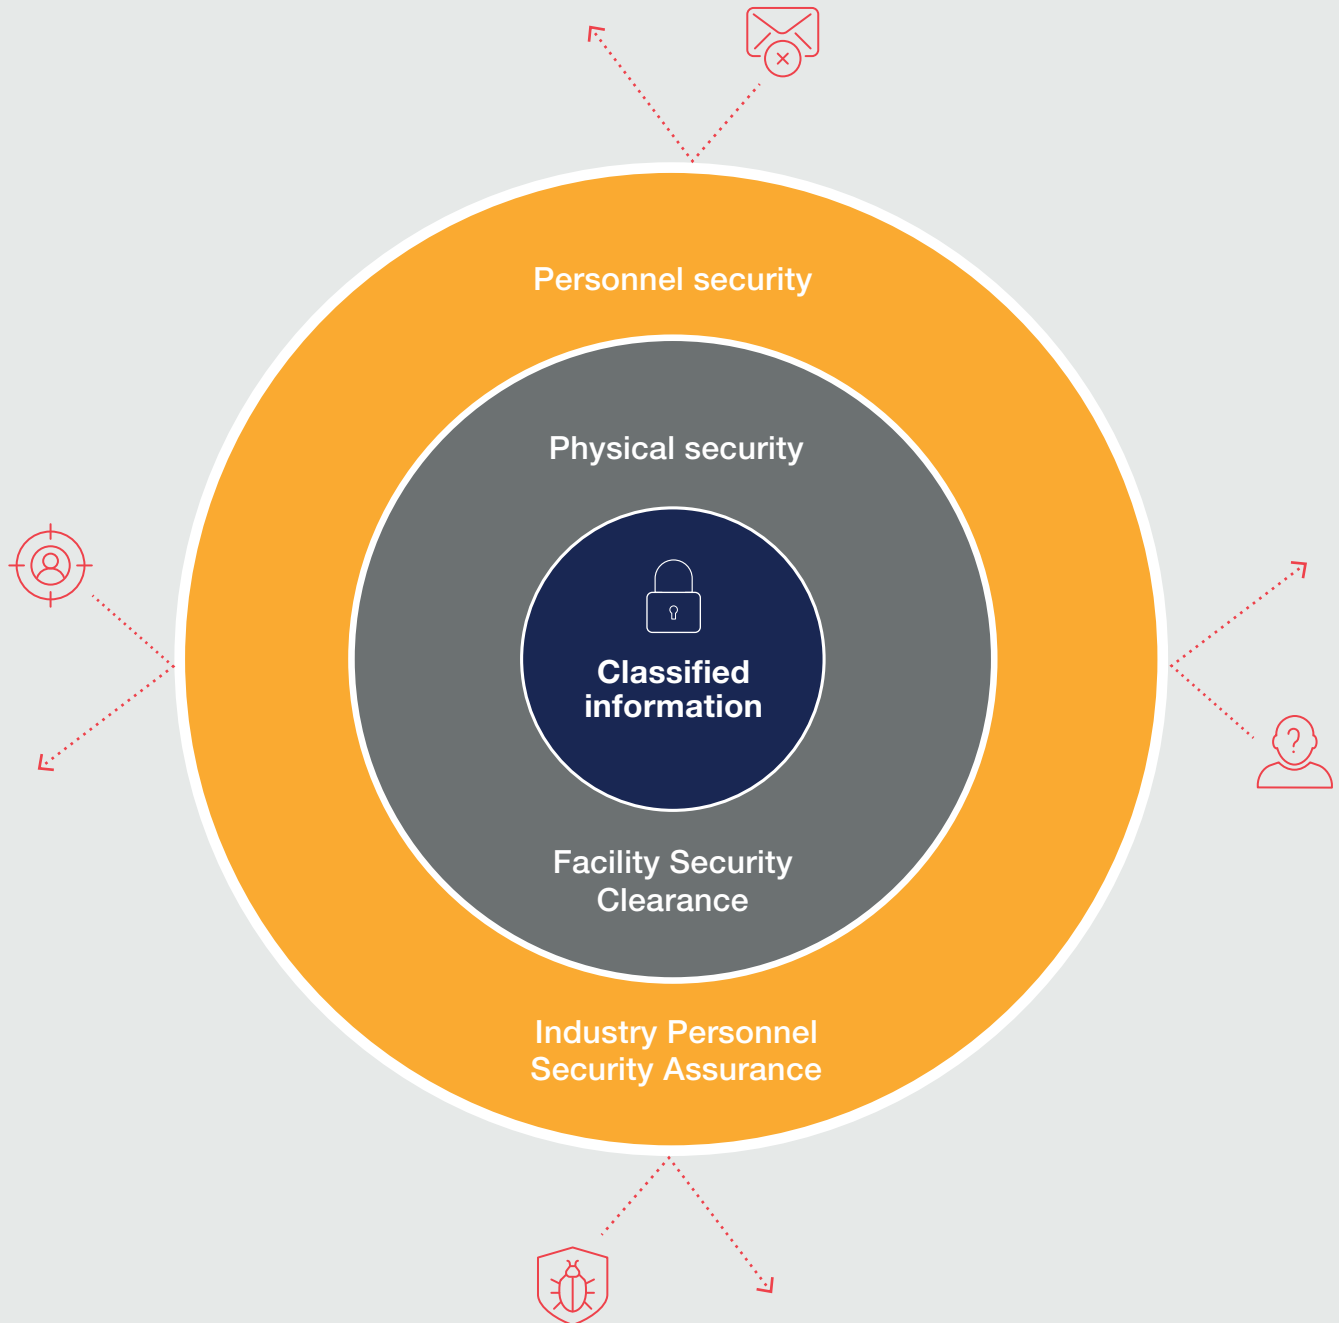 Personnel security
Physical security
Classified
information
Facility Security
Clearance
Industry Personnel
Security Assurance